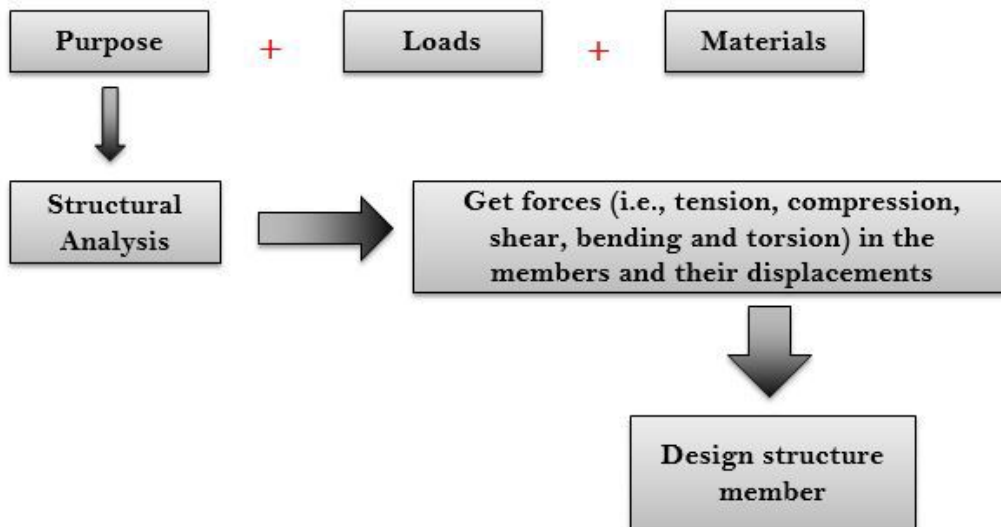 Purpose + Loads + Materials
Structural
Analysis
Get forces (i.e., tension, compression,
shear, bending and torsion) in the
members and their displacements
Design structure
member